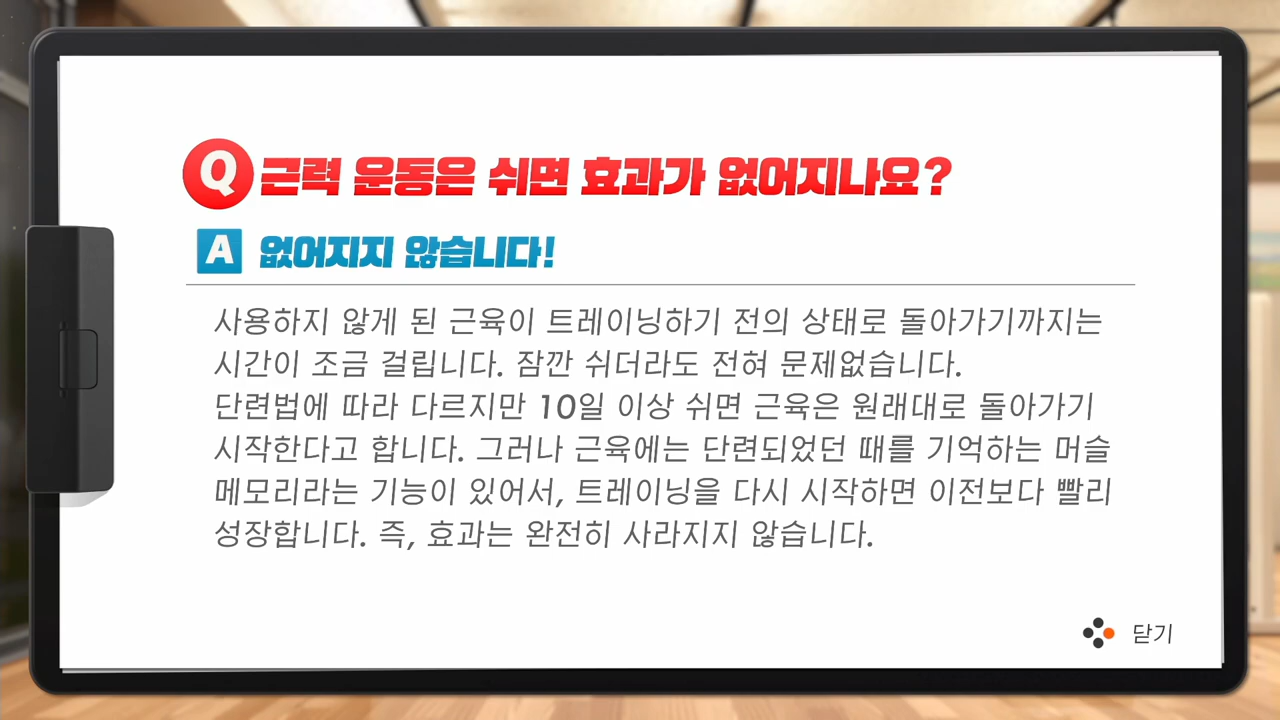 Q 근력 운동은 쉬면 효과가 없어지나요?
A 없어지지 않습니다!
사용하지 않게 된 근육이 트레이닝하기 전의 상태로 돌아가기까지는
시간이 조금 걸립니다. 잠깐 쉬더라도 전혀 문제없습니다.
단련법에 따라 다르지만 10일 이상 쉬면 근육은 원래대로 돌아가기
시작한다고 합니다. 그러나 근육에는 단련되었던 때를 기억하는 머슬
메모리라는 기능이 있어서, 트레이닝을 다시 시작하면 이전보다 빨리
성장합니다. 즉, 효과는 완전히 사라지지 않습니다.
닫기